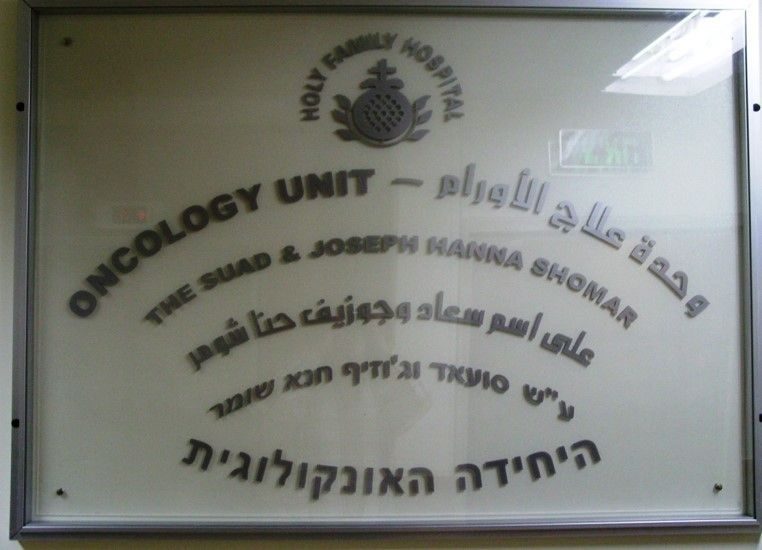 HOLY FAMILY HOSPITAL
ONCOLOGY UNIT – وحدة علاج الأورام
THE SUAD & JOSEPH HANNA SHOMAR
على اسم سعاد وجوزيف حنا شومر
ע"ש סועאד וג'וזיף חנא שומר
היחידה האונקולוגית